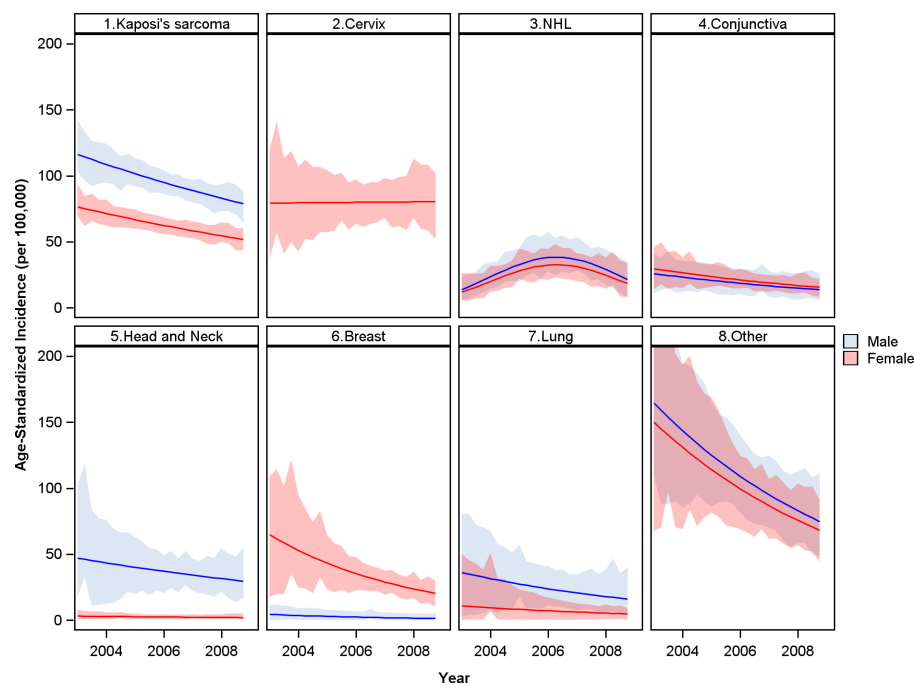 1.Kaposi's sarcoma
2.Cervix
3.NHL
4.Conjunctiva
200
150
100
50
0
5.Head and Neck
6.Breast
7.Lung
8.Other
200
150
100
50
0
Age-Standardized Incidence (per 100,000)
Male
Female
2004 2006 2008
2004 2006 2008
2004 2006 2008
2004 2006 2008
Year